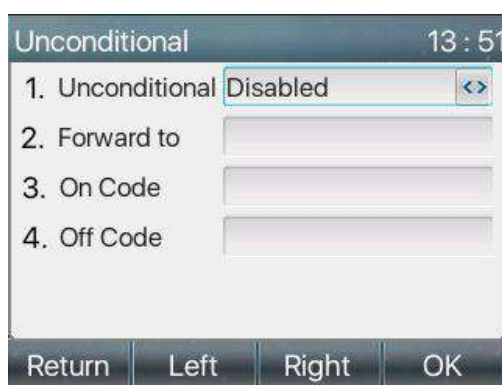 Unconditional 13 : 51
1. Unconditional Disabled
2. Forward to
3. On Code
4. Off Code
Return Left Right OK